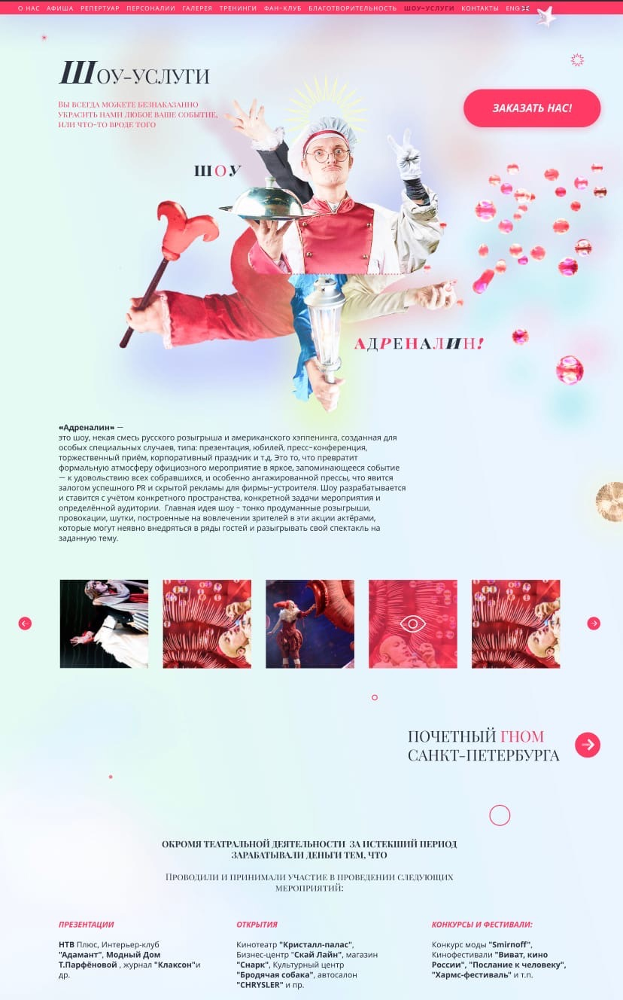 О НАС АФИША РЕПЕРТУАР ПЕРСОНАЛИИ ГАЛЕРЕЯ ТРЕНИНГИ ФАН-КЛУБ БЛАГОТВОРИТЕЛЬНОСТЬ ШОУ-УСЛУГИ КОНТАКТЫ ENG
ШОУ-УСЛУГИ
ВЫ ВСЕГДА МОЖЕТЕ БЕЗНАКАЗАННО
УКРАСИТЬ НАМИ ЛЮБОЕ ВАШЕ СОБЫТИЕ,
ИЛИ ЧТО-ТО ВРОДЕ ТОГО
ЗАКАЗАТЬ НАС!
ШОУ
АДРЕНАЛИН!
«Адреналин» —
это шоу, некая смесь русского розыгрыша и американского хэппенинга, созданная для
особых специальных случаев, типа: презентация, юбилей, пресс-конференция,
торжественный приём, корпоративный праздник и т.д. Это то, что превратит
формальную атмосферу официозного мероприятие в яркое, запоминающееся событие
— к удовольствию всех собравшихся, и особенно ангажированной прессы, что явится
залогом успешного PR и скрытой рекламы для фирмы-устроителя. Шоу разрабатывается
и ставится с учётом конкретного пространства, конкретной задачи мероприятия и
определённой аудитории. Главная идея шоу - тонко продуманные розыгрыши,
провокации, шутки, построенные на вовлечении зрителей в эти акции актёрами,
которые могут неявно внедряться в ряды гостей и разыгрывать свой спектакль на
заданную тему.
ПОЧЕТНЫЙ ГНОМ
САНКТ-ПЕТЕРБУРГА
ОКРОМЯ ТЕАТРАЛЬНОЙ ДЕЯТЕЛЬНОСТИ ЗА ИСТЕКШИЙ ПЕРИОД
ЗАРАБАТЫВАЛИ ДЕНЬГИ ТЕМ, ЧТО
ПРОВОДИЛИ И ПРИНИМАЛИ УЧАСТИЕ В ПРОВЕДЕНИИ СЛЕДУЮЩИХ
МЕРОПРИЯТИЙ:
ПРЕЗЕНТАЦИИ
НТВ Плюс, Интерьер-клуб
"Адамант", Модный Дом
Т.Парфёновой , журнал "Клаксон"и
др.
ОТКРЫТИЯ
Кинотеатр "Кристалл-палас",
Бизнес-центр "Скай Лайн", магазин
"Снарк", Культурный центр
"Бродячая собака", автосалон
"CHRYSLER" и пр.
КОНКУРСЫ И ФЕСТИВАЛИ:
Конкурс моды "Smirnoff",
Кинофестивали "Виват, кино
России", "Послание к человеку",
"Хармс-фестиваль" и т.п.